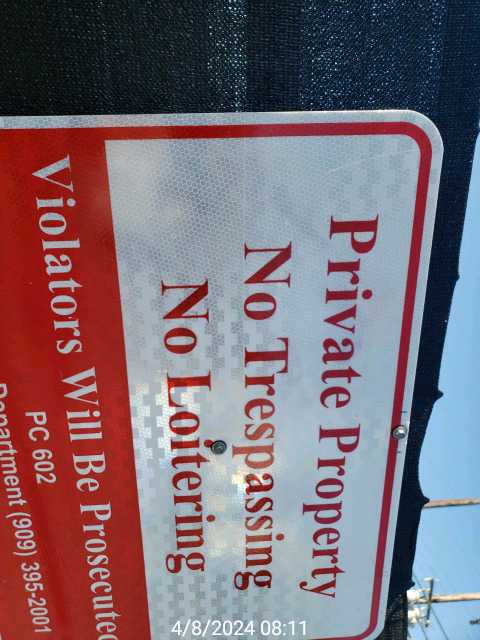 Private Property
No Trespassing
No Loitering
Violators Will Be Prosecuted
PC 602
Department (909) 395-2001
4/8/2024 08:11